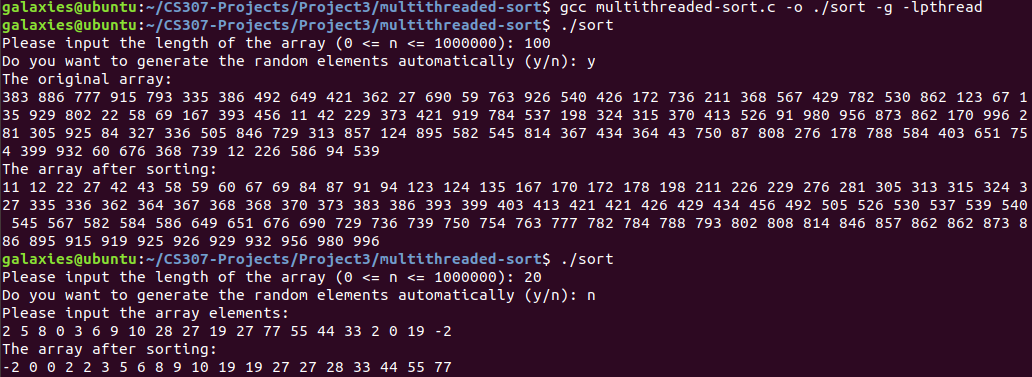 galaxies@ubuntu:~/CS307-Projects/Project3/multithreaded-sort$ gcc multithreaded-sort.c -o ./sort -g -lpthread
galaxies@ubuntu:~/CS307-Projects/Project3/multithreaded-sort$ ./sort
Please input the length of the array (0 <= n <= 1000000): 100
Do you want to generate the random elements automatically (y/n): y
The original array:
383 886 777 915 793 335 386 492 649 421 362 27 690 59 763 926 540 426 172 736 211 368 567 429 782 530 862 123 67 1
35 929 802 22 58 69 167 393 456 11 42 229 373 421 919 784 537 198 324 315 370 413 526 91 980 956 873 862 170 996 2
81 305 925 84 327 336 505 846 729 313 857 124 895 582 545 814 367 434 364 43 750 87 808 276 178 788 584 403 651 75
4 399 932 60 676 368 739 12 226 586 94 539
The array after sorting:
11 12 22 27 42 43 58 59 60 67 69 84 87 91 94 123 124 135 167 170 172 178 198 211 226 229 276 281 305 313 315 324 3
27 335 336 362 364 367 368 368 370 373 383 386 393 399 403 413 421 421 426 429 434 456 492 505 526 530 537 539 540
 545 567 582 584 586 649 651 676 690 729 736 739 750 754 763 777 782 784 788 793 802 808 814 846 857 862 862 873 8
86 895 915 919 925 926 929 932 956 980 996
galaxies@ubuntu:~/CS307-Projects/Project3/multithreaded-sort$ ./sort
Please input the length of the array (0 <= n <= 1000000): 20
Do you want to generate the random elements automatically (y/n): n
Please input the array elements:
2 5 8 0 3 6 9 10 28 27 19 27 77 55 44 33 2 0 19 -2
The array after sorting:
-2 0 0 2 2 3 5 6 8 9 10 19 19 27 27 28 33 44 55 77